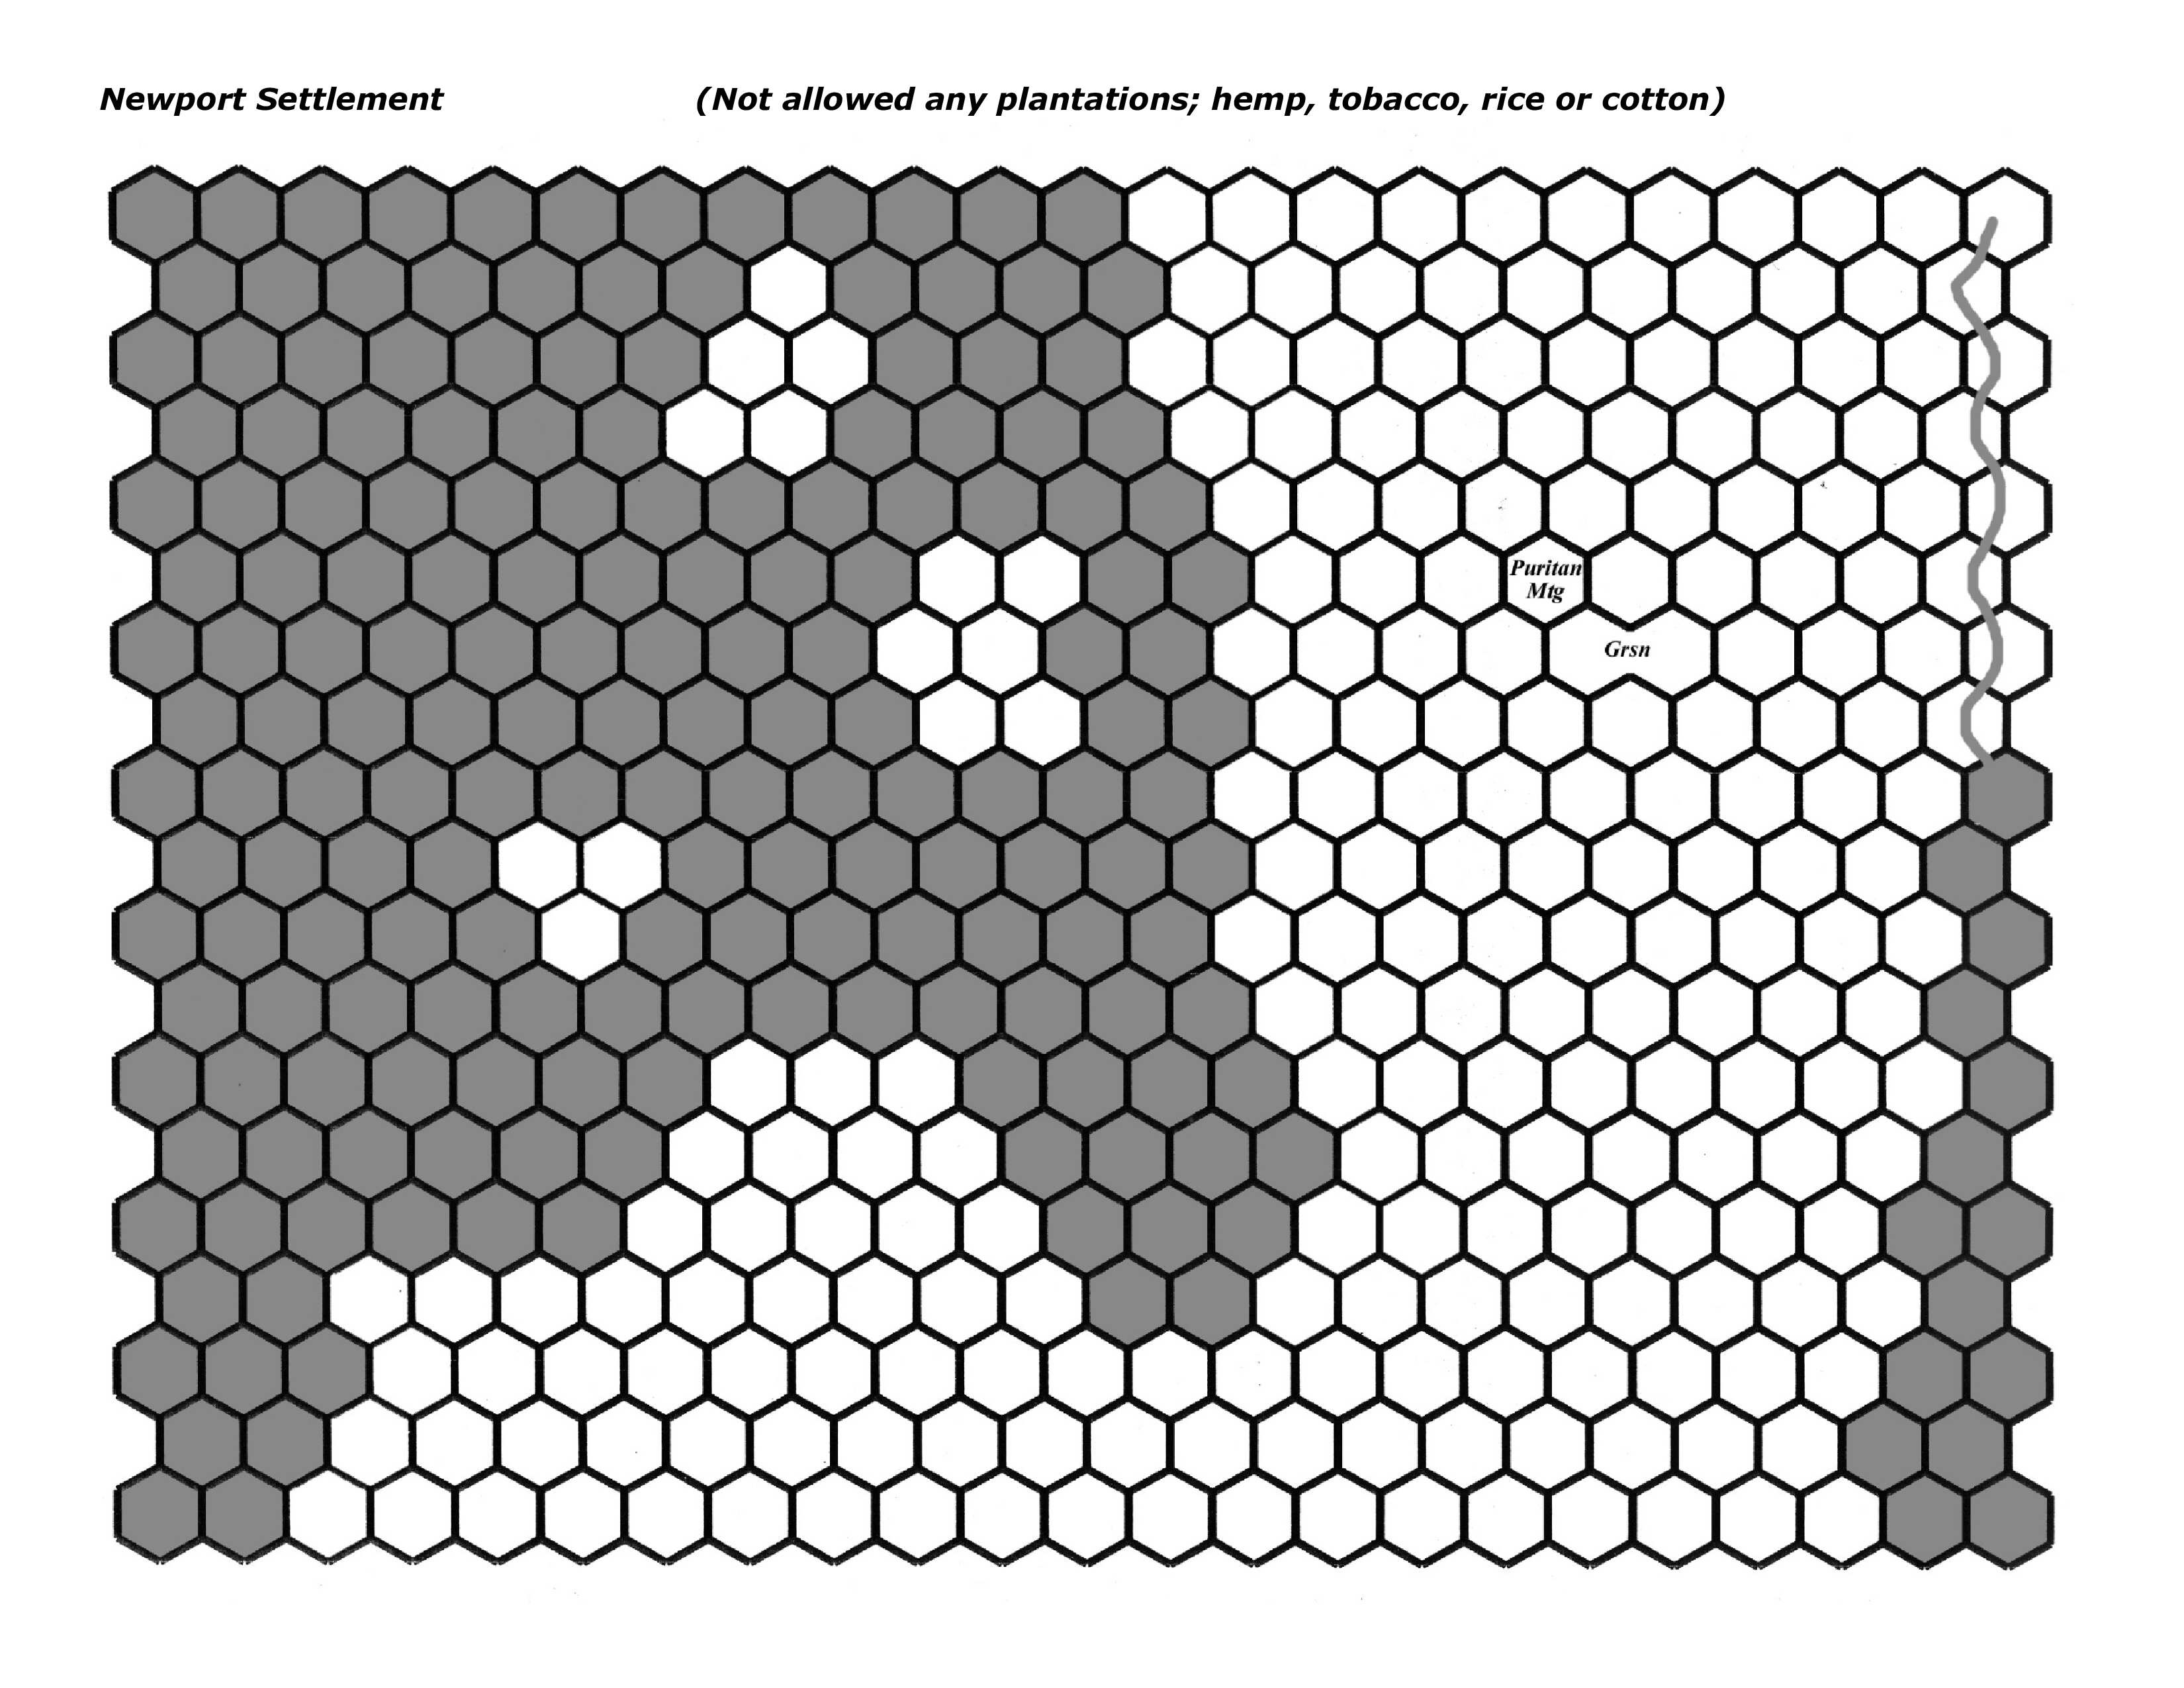 Newport Settlement (Not allowed any plantations; hemp, tobacco, rice or cotton)
Puritan
Mtg
Grsn